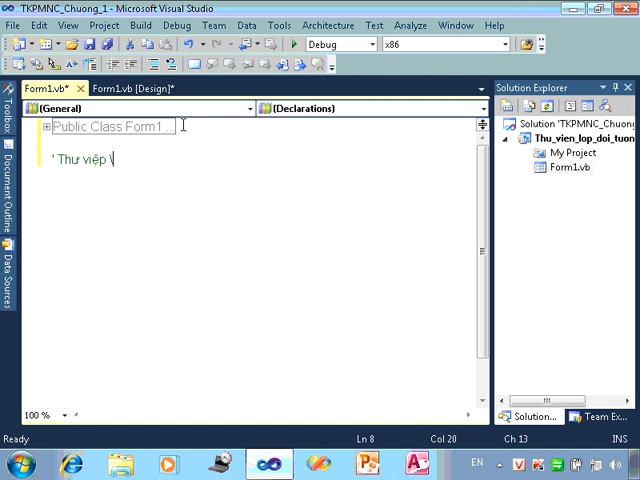 TKPMNC_Chuong_1 - Microsoft Visual Studio
File Edit View Project Build Debug Team Data Tools Architecture Test Analyze Window Help
Debug x86
Form1.vb* Form1.vb [Design]*
(General) (Declarations)
Public Class Form1 ...
' Thư việp \
Toolbox
Document Outline
Data Sources
Solution Explorer
Solution 'TKPMNC_Chuong
Thu_vien_lop_doi_tuon
My Project
Form1.vb
100 %
Solution... Team Ex...
Ready Ln 8 Col 20 Ch 13 INS
EN